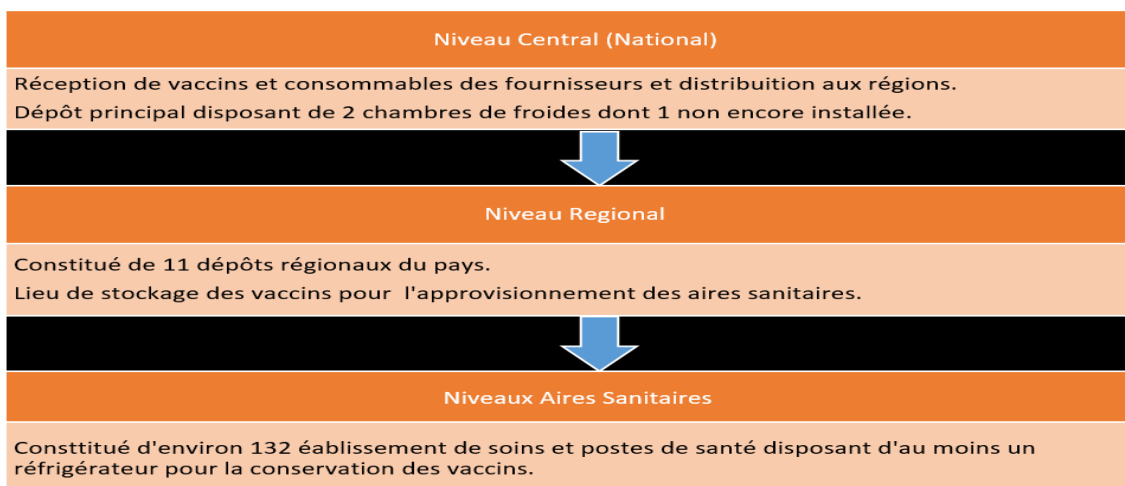 Niveau Central (National)
Réception de vaccins et consommables des fournisseurs et distribuition aux régions.
Dépôt principal disposant de 2 chambres de froides dont 1 non encore installée.
Niveau Regional
Constitué de 11 dépôts régionaux du pays.
Lieu de stockage des vaccins pour l'approvisionnement des aires sanitaires.
Niveaux Aires Sanitaires
Consttitué d'environ 132 éablissement de soins et postes de santé disposant d'au moins un
réfrigérateur pour la conservation des vaccins.